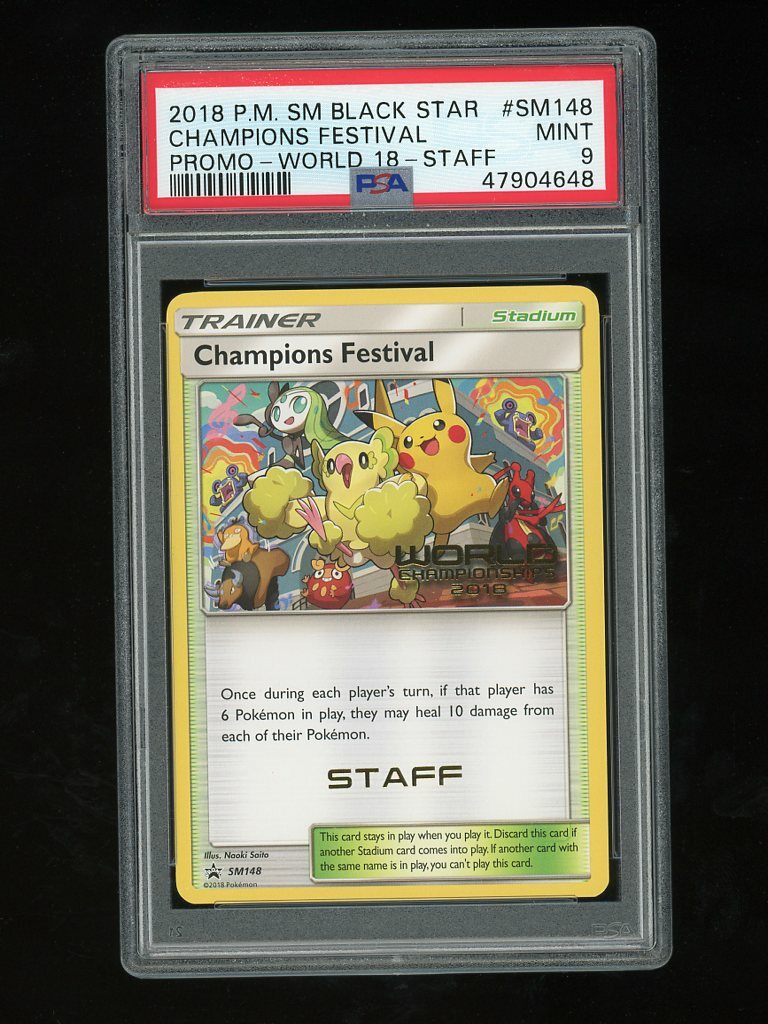 2018 P.M. SM BLACK STAR #SM148
CHAMPIONS FESTIVAL MINT
PROMO - WORLD 18 - STAFF 9
PSA 47904648
TRAINER Stadium
Champions Festival
WORLD
CHAMPIONSHIPS
2018
Once during each player's turn, if that player has
6 Pokémon in play, they may heal 10 damage from
each of their Pokémon.
STAFF
This card stays in play when you play it. Discard this card if
another Stadium card comes into play. If another card with
the same name is in play, you can't play this card.
Illus. Naoki Saito
SM148
©2018 Pokémon
PSA